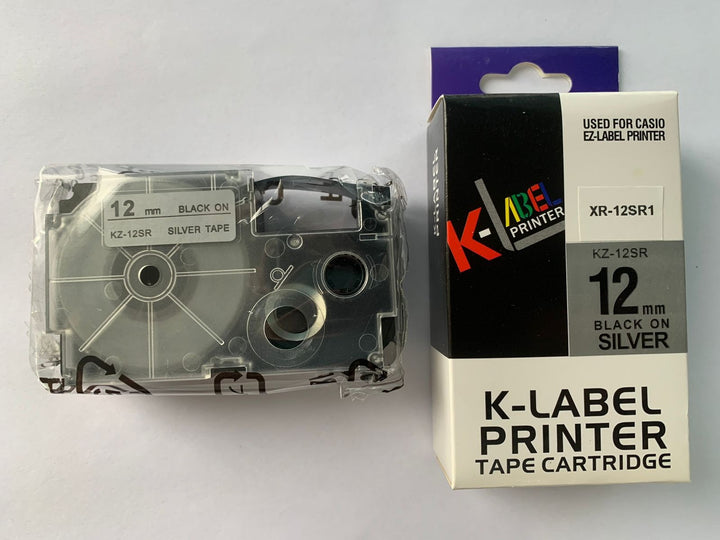 12 mm BLACK ON
KZ-12SR SILVER TAPE
USED FOR CASIO
EZ-LABEL PRINTER
K-LABEL
PRINTER
XR-12SR1
KZ-12SR
12mm
BLACK ON
SILVER
K-LABEL
PRINTER
TAPE CARTRIDGE